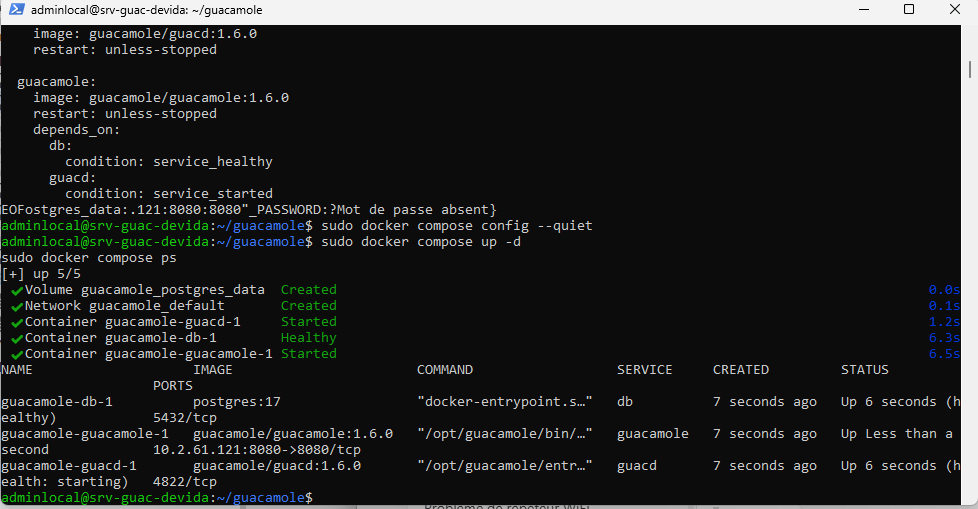 adminlocal@srv-guac-devida: ~/guacamole
image: guacamole/guacd:1.6.0
restart: unless-stopped
guacamole:
image: guacamole/guacamole:1.6.0
restart: unless-stopped
depends_on:
db:
condition: service_healthy
guacd:
condition: service_started
EOFostgres_data:.121:8080:8080"_PASSWORD:?Mot de passe absent}
adminlocal@srv-guac-devida:~/guacamole$ sudo docker compose config --quiet
adminlocal@srv-guac-devida:~/guacamole$ sudo docker compose up -d
sudo docker compose ps
[+] up 5/5
✔Volume guacamole_postgres_data Created 0.0s
✔Network guacamole_default Created 0.1s
✔Container guacamole-guacd-1 Started 1.2s
✔Container guacamole-db-1 Healthy 6.3s
✔Container guacamole-guacamole-1 Started 6.5s
NAME IMAGE COMMAND SERVICE CREATED STATUS
PORTS
guacamole-db-1 postgres:17 "docker-entrypoint.s…" db 7 seconds ago Up 6 seconds (h
ealthy) 5432/tcp
guacamole-guacamole-1 guacamole/guacamole:1.6.0 "/opt/guacamole/bin/…" guacamole 7 seconds ago Up Less than a
second 10.2.61.121:8080->8080/tcp
guacamole-guacd-1 guacamole/guacd:1.6.0 "/opt/guacamole/entr…" guacd 7 seconds ago Up 6 seconds (h
ealth: starting) 4822/tcp
adminlocal@srv-guac-devida:~/guacamole$